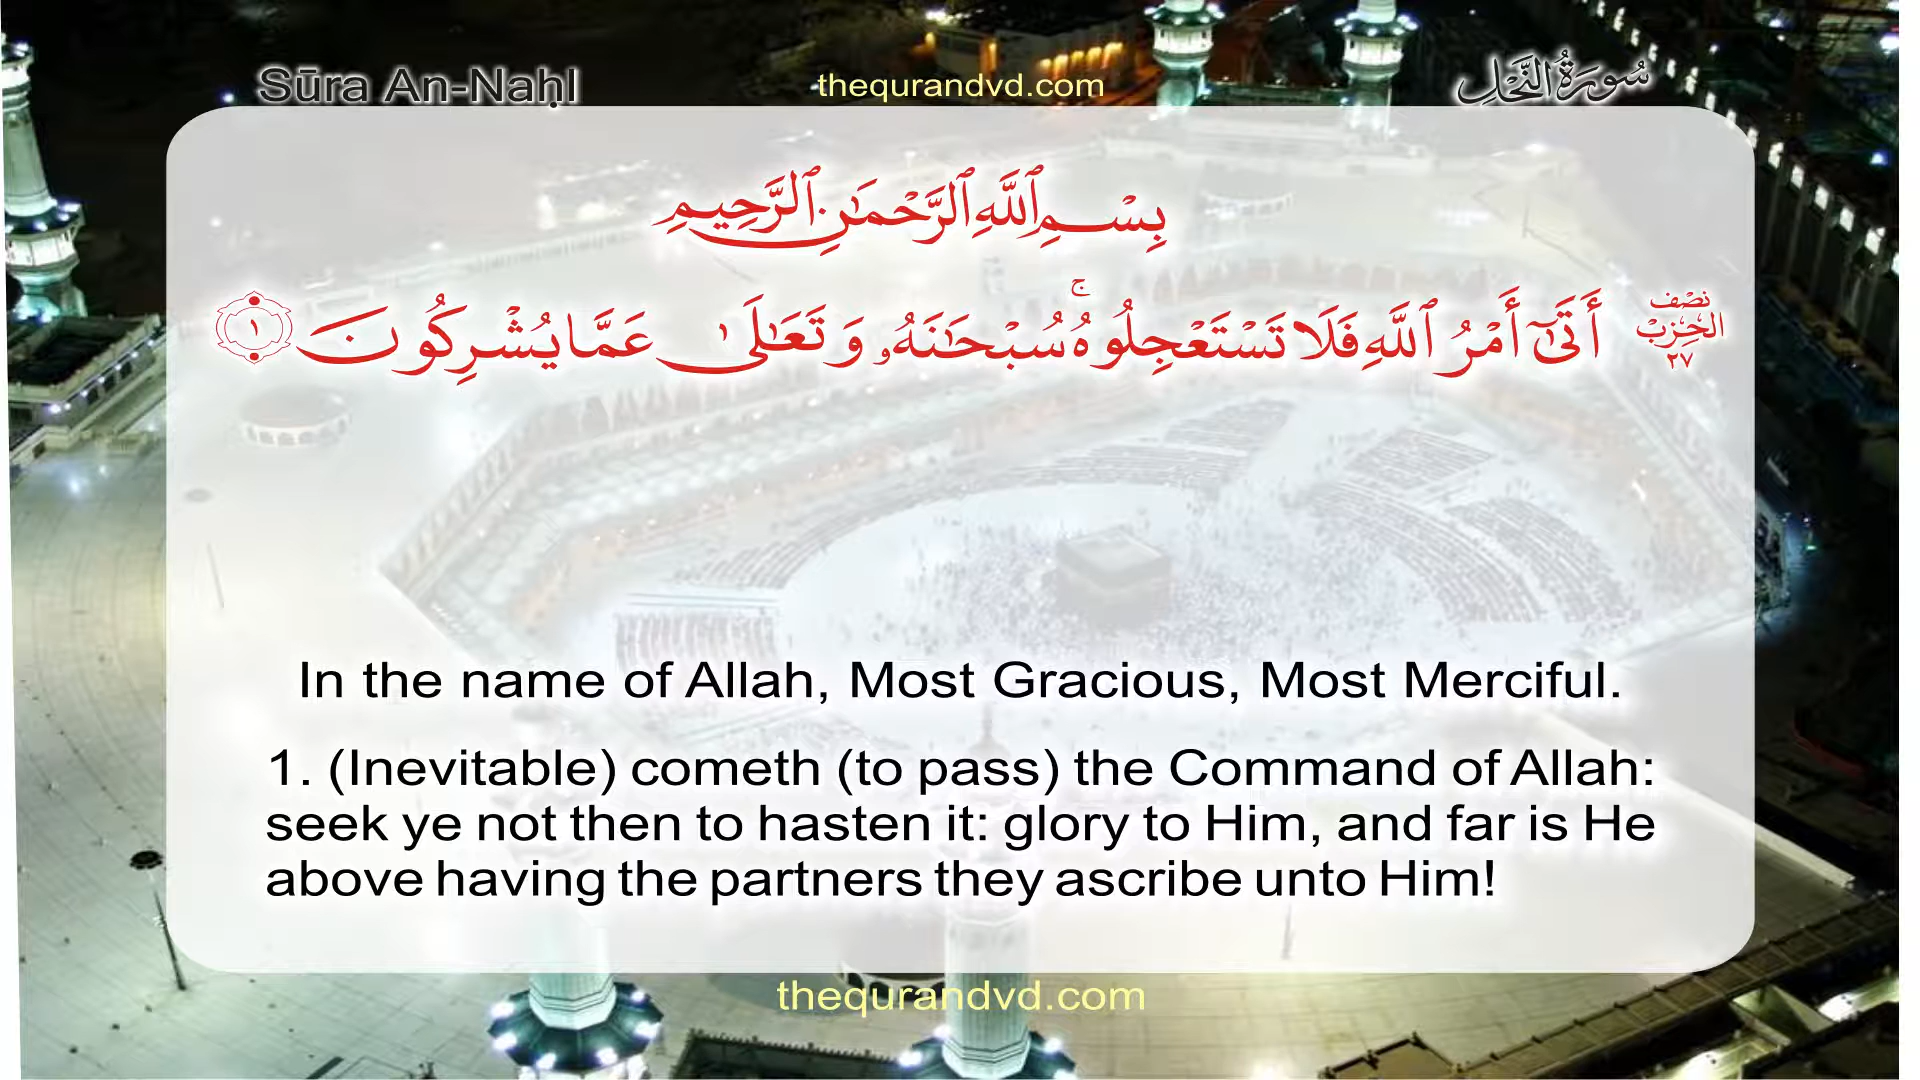 Sūra An-Naḥl
thequrandvd.com
سُورَةُ النَّحْلِ
بِسْمِ ٱللَّهِ ٱلرَّحْمَـٰنِ ٱلرَّحِيمِ
نِصْف
الحِزْبْ
٢٧
أَتَىٰٓ أَمْرُ ٱللَّهِ فَلَا تَسْتَعْجِلُوهُ ۚ سُبْحَـٰنَهُۥ وَتَعَـٰلَىٰ عَمَّا يُشْرِكُونَ ١
In the name of Allah, Most Gracious, Most Merciful.
1. (Inevitable) cometh (to pass) the Command of Allah:
seek ye not then to hasten it: glory to Him, and far is He
above having the partners they ascribe unto Him!
thequrandvd.com